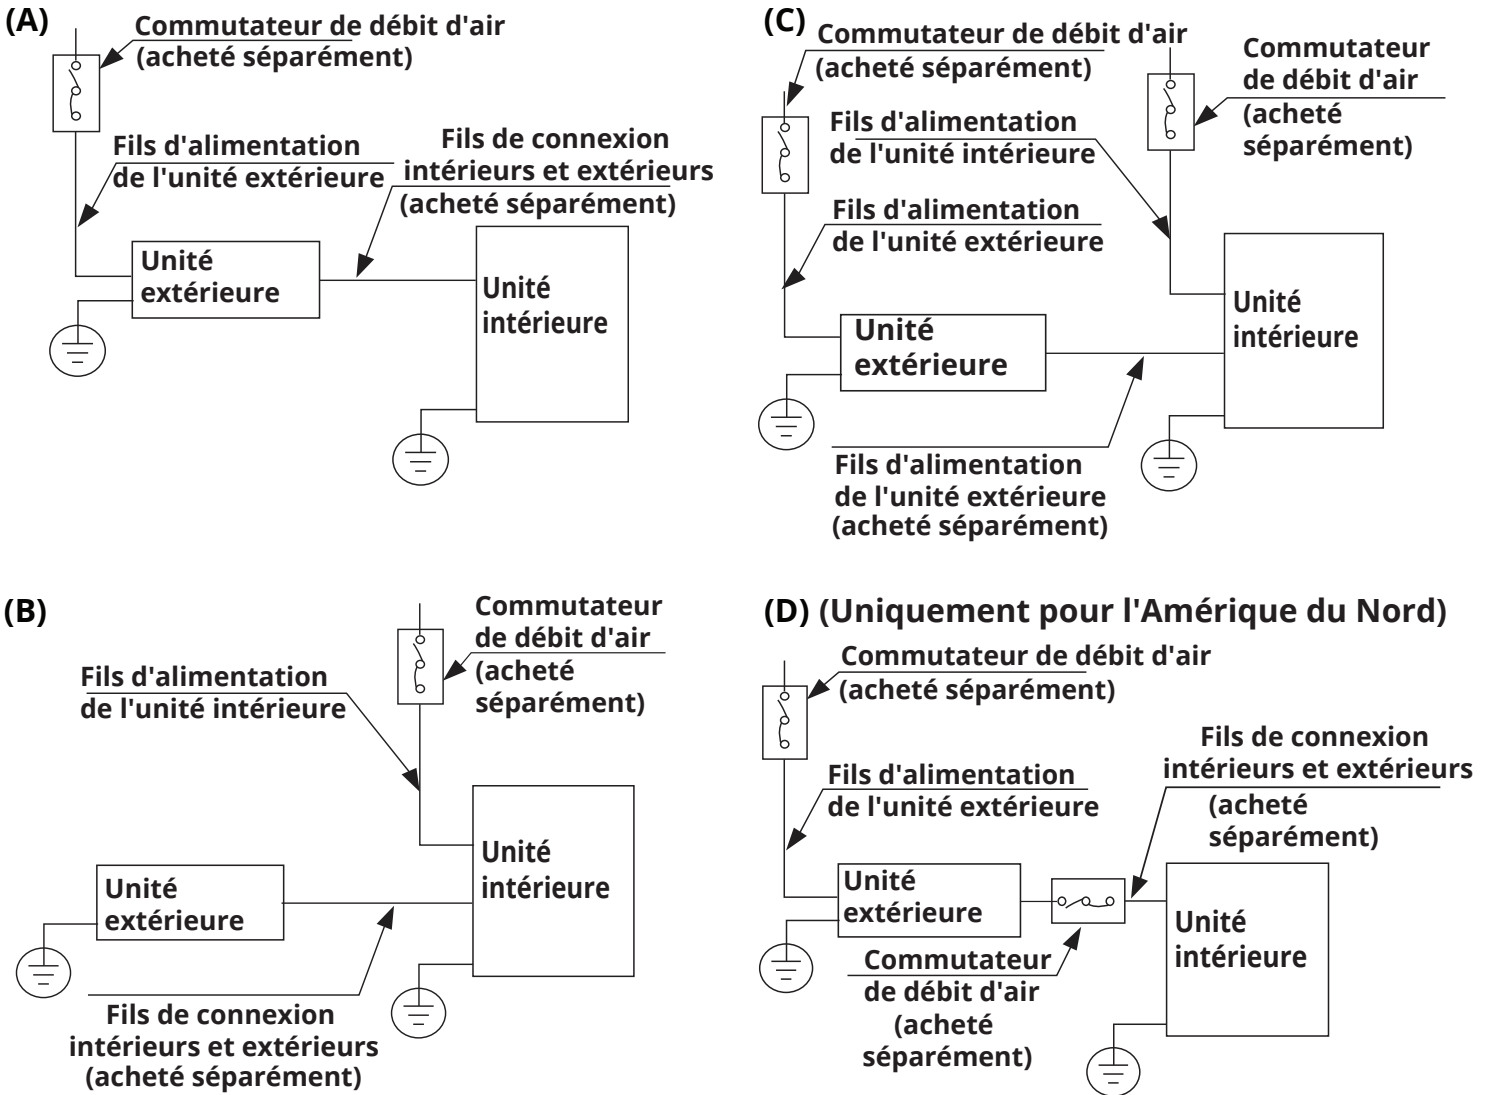 (A)
Commutateur de débit d'air
(acheté séparément)
Fils d'alimentation
de l'unité extérieure
Fils de connexion
intérieurs et extérieurs
(acheté séparément)
Unité
extérieure
Unité
intérieure
(C)
Commutateur de débit d'air
(acheté séparément)
Commutateur
de débit d'air
(acheté
séparément)
Fils d'alimentation
de l'unité intérieure
Fils d'alimentation
de l'unité extérieure
Unité
extérieure
Unité
intérieure
Fils d'alimentation
de l'unité extérieure
(acheté séparément)
(B)
Commutateur
de débit d'air
(acheté
séparément)
Fils d'alimentation
de l'unité intérieure
Unité
extérieure
Unité
intérieure
Fils de connexion
intérieurs et extérieurs
(acheté séparément)
(D) (Uniquement pour l'Amérique du Nord)
Commutateur de débit d'air
(acheté séparément)
Fils de connexion
intérieurs et extérieurs
(acheté
séparément)
Fils d'alimentation
de l'unité extérieure
Unité
extérieure
Unité
intérieure
Commutateur
de débit d'air
(acheté
séparément)